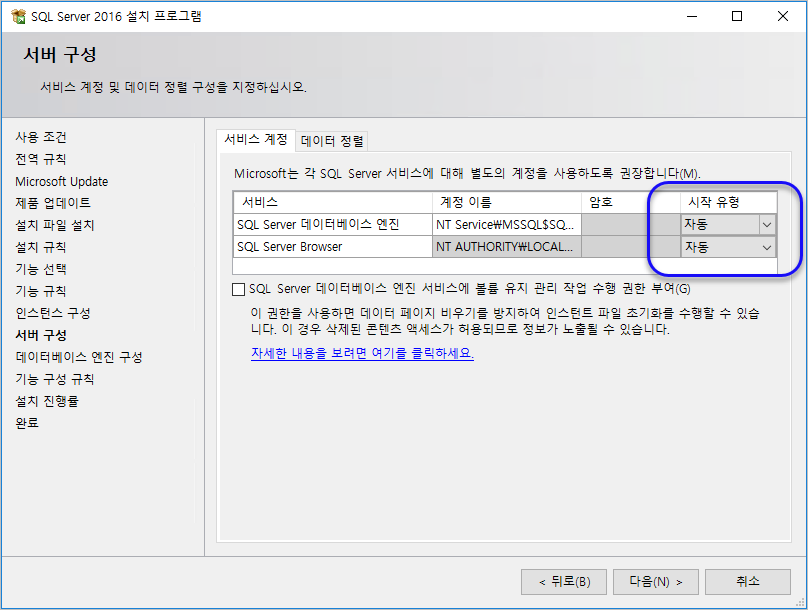 SQL Server 2016 설치 프로그램
서버 구성
서비스 계정 및 데이터 정렬 구성을 지정하십시오.
사용 조건
전역 규칙
Microsoft Update
제품 업데이트
설치 파일 설치
설치 규칙
기능 선택
기능 규칙
인스턴스 구성
서버 구성
데이터베이스 엔진 구성
기능 구성 규칙
설치 진행률
완료
서비스 계정 데이터 정렬
Microsoft는 각 SQL Server 서비스에 대해 별도의 계정을 사용하도록 권장합니다(M).
서비스 계정 이름 암호 시작 유형
SQL Server 데이터베이스 엔진 NT Service₩MSSQL$SQ... 자동
SQL Server Browser NT AUTHORITY₩LOCAL... 자동
SQL Server 데이터베이스 엔진 서비스에 볼륨 유지 관리 작업 수행 권한 부여(G)
이 권한을 사용하면 데이터 페이지 비우기를 방지하여 인스턴트 파일 초기화를 수행할 수 있습
니다. 이 경우 삭제된 콘텐츠 액세스가 허용되므로 정보가 노출될 수 있습니다.
자세한 내용을 보려면 여기를 클릭하세요.
< 뒤로(B) 다음(N) > 취소